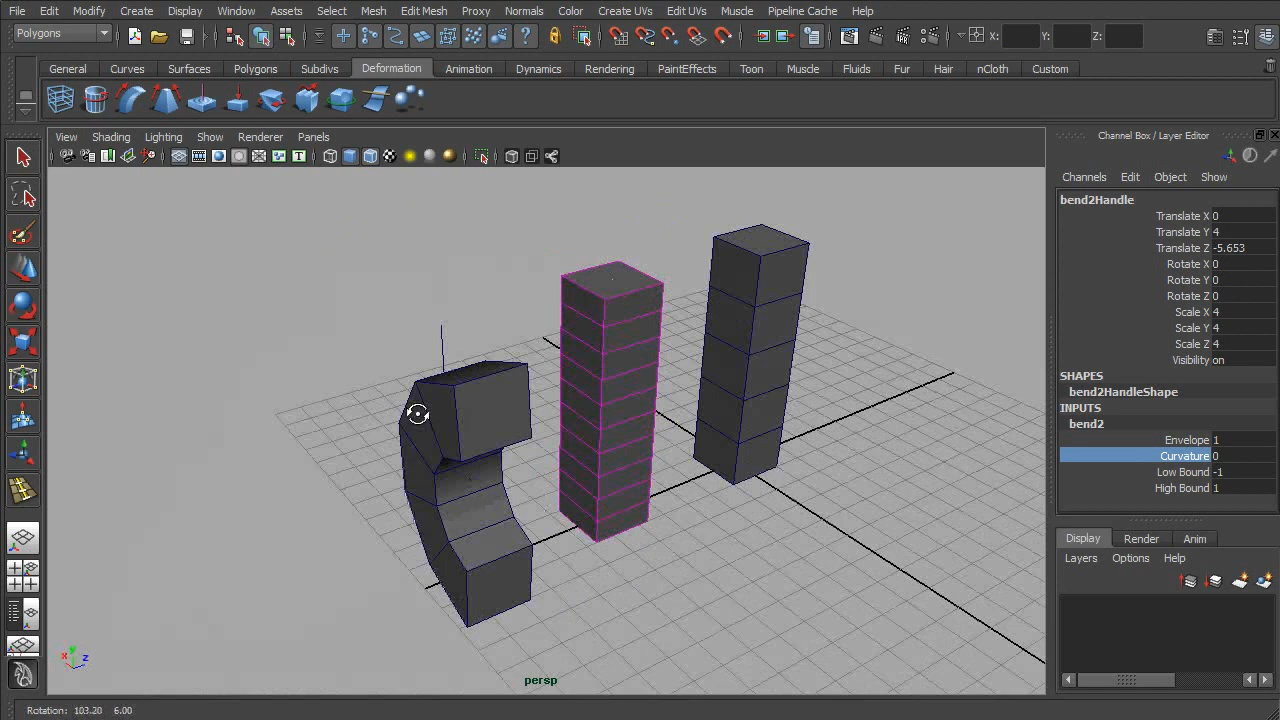 File Edit Modify Create Display Window Assets Select Mesh Edit Mesh Proxy Normals Color Create UVs Edit UVs Muscle Pipeline Cache Help
Polygons X: Y: Z:
General Curves Surfaces Polygons Subdivs Deformation Animation Dynamics Rendering PaintEffects Toon Muscle Fluids Fur Hair nCloth Custom
View Shading Lighting Show Renderer Panels
Channel Box / Layer Editor
Channels Edit Object Show
bend2Handle
Translate X 0
Translate Y 4
Translate Z -5.653
Rotate X 0
Rotate Y 0
Rotate Z 0
Scale X 4
Scale Y 4
Scale Z 4
Visibility on
SHAPES
bend2HandleShape
INPUTS
bend2
Envelope 1
Curvature 0
Low Bound -1
High Bound 1
Display Render Anim
Layers Options Help
y
x z
persp
Rotation: 103.20 6.00